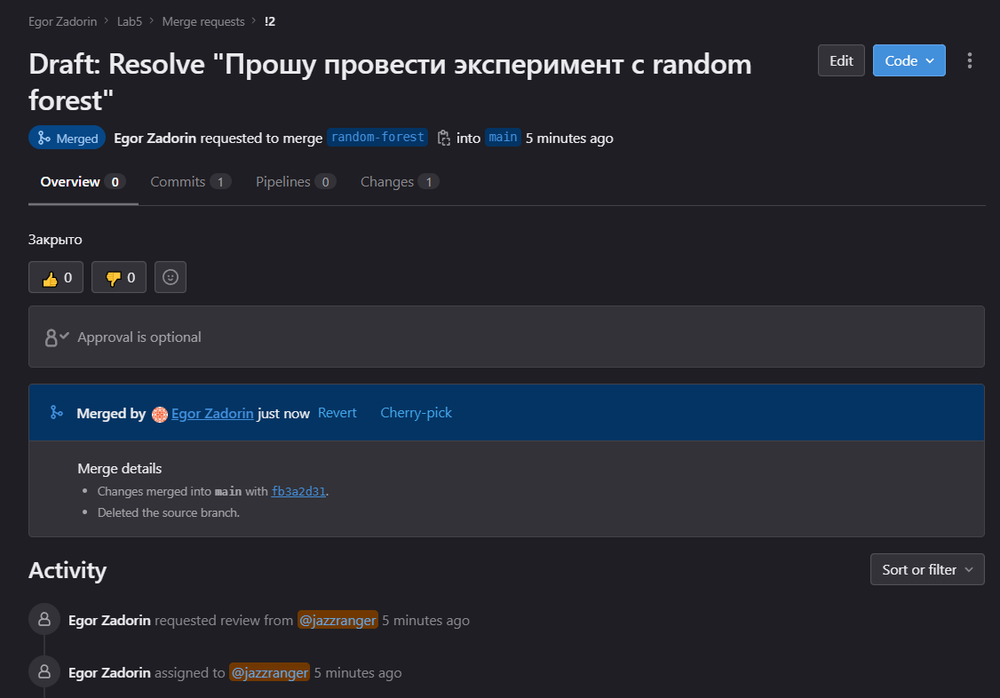 Egor Zadorin > Lab5 > Merge requests > !2
Draft: Resolve "Прошу провести эксперимент с random
forest"
Edit
Code
Merged Egor Zadorin requested to merge random-forest into main 5 minutes ago
Overview 0 Commits 1 Pipelines 0 Changes 1
Закрыто
0 0
Approval is optional
Merged by Egor Zadorin just now Revert Cherry-pick
Merge details
• Changes merged into main with fb3a2d31.
• Deleted the source branch.
Activity
Sort or filter
Egor Zadorin requested review from @jazzranger 5 minutes ago
Egor Zadorin assigned to @jazzranger 5 minutes ago